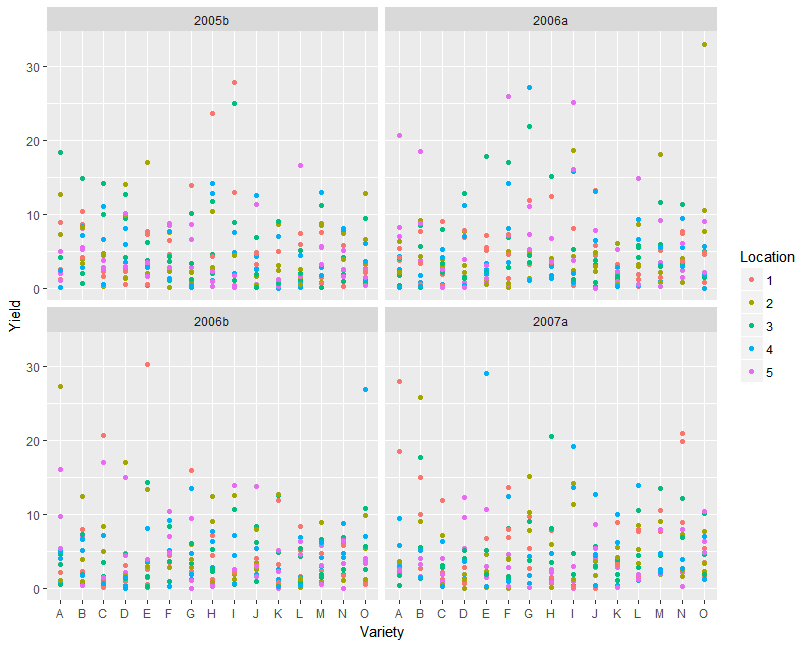 2005b 2006a
30
20
10
0
2006b 2007a
30
20
10
0
A B C D E F G H I J K L M N O A B C D E F G H I J K L M N O
Variety
Yield
Location
1
2
3
4
5